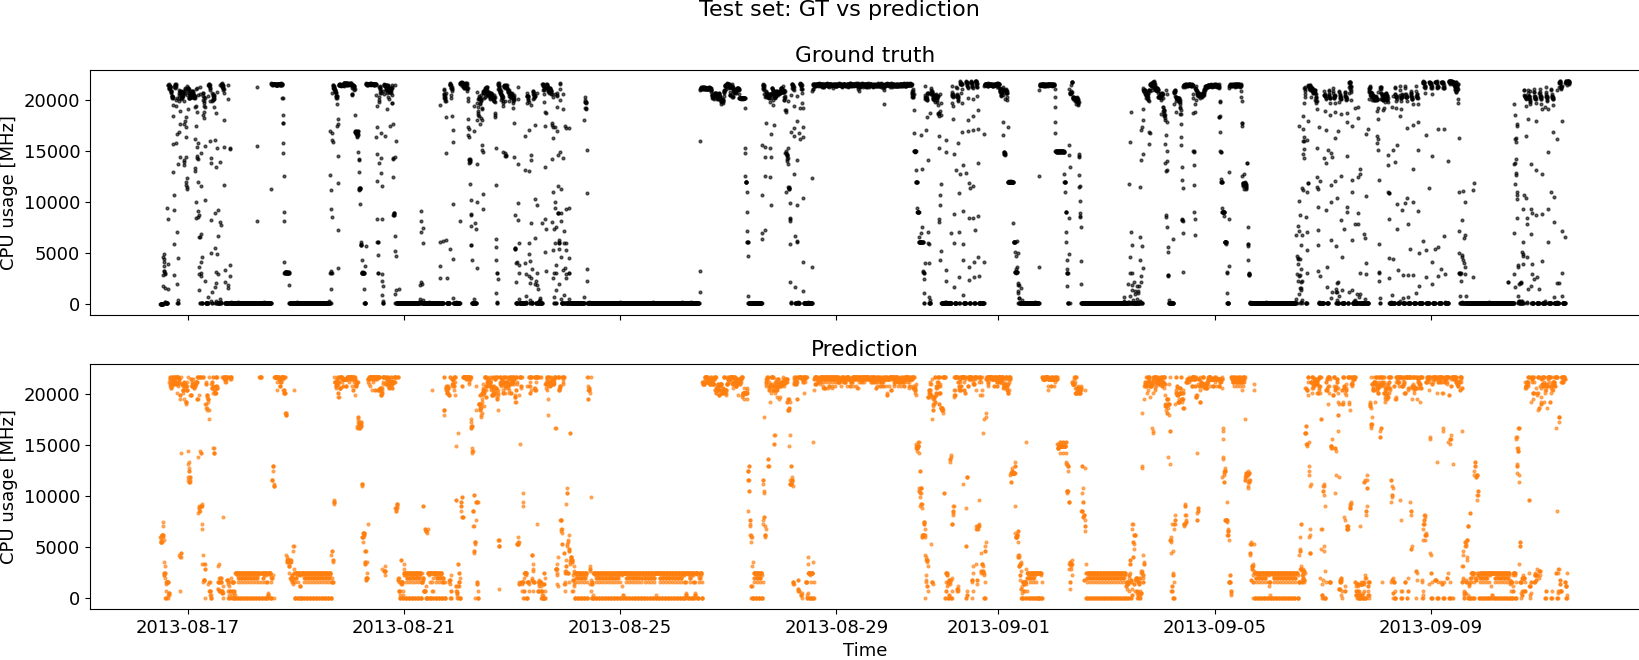 Test set: GT vs prediction
Ground truth
CPU usage [MHz]
20000
15000
10000
5000
0
Prediction
CPU usage [MHz]
20000
15000
10000
5000
0
2013-08-17 2013-08-21 2013-08-25 2013-08-29 2013-09-01 2013-09-05 2013-09-09
Time